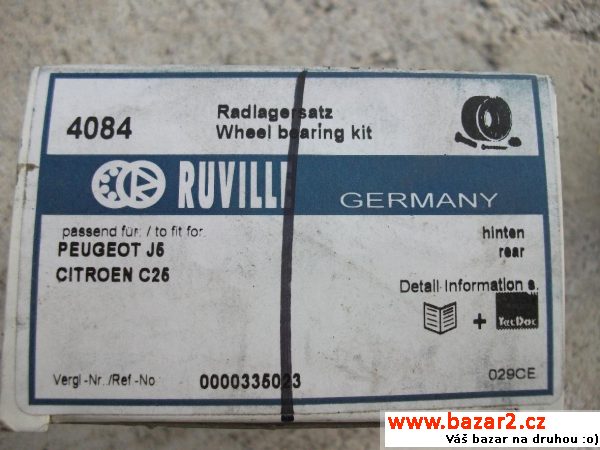 4084
Radlagersatz
Wheel bearing kit
RUVILLE GERMANY
passend für: / to fit for:
PEUGEOT J5
CITROEN C25
hinten
rear
Detail Information s.
+ TecDoc
Vergl-Nr./Ref-No 0000335023
029CE
www.bazar2.cz
Váš bazar na druhou :o)